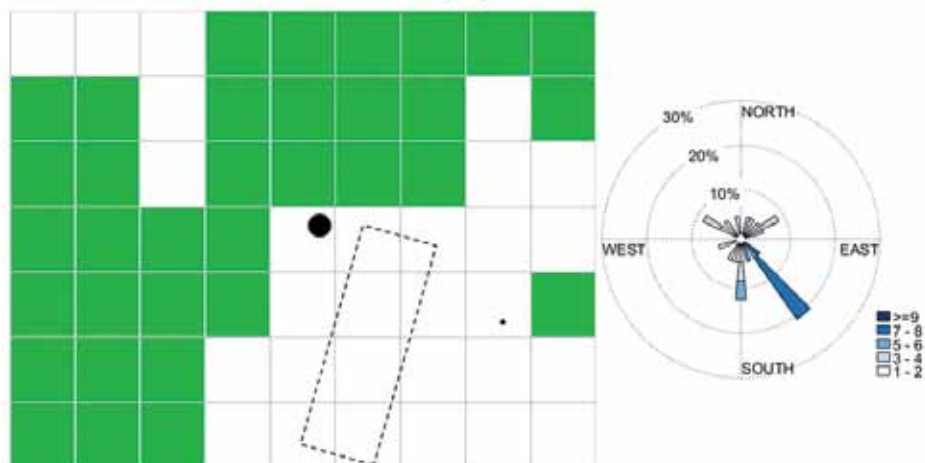 30%
NORTH
20%
10%
WEST
EAST
SOUTH
>=9
7 - 8
5 - 6
3 - 4
1 - 2